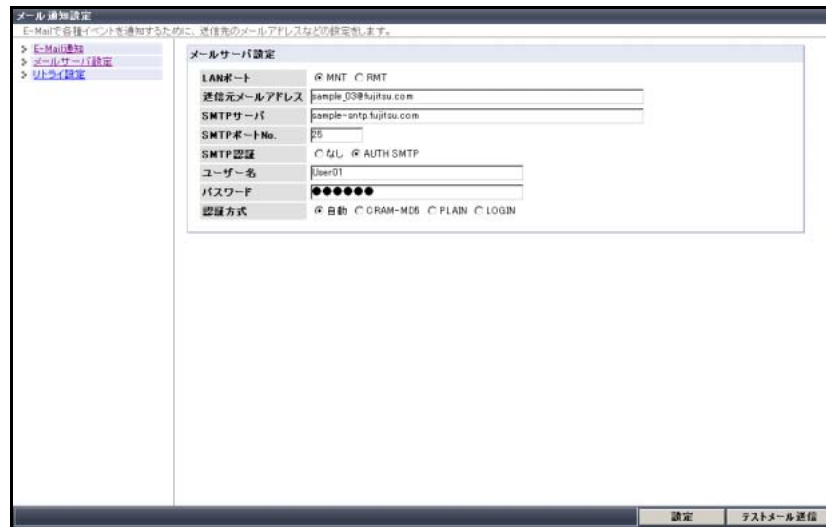 メール通知設定
E-Mailで各種イベントを通知するために、送信先のメールアドレスなどの設定をします。
> E-Mail通知
> メールサーバ設定
> リトライ設定
メールサーバ設定
LANポート MNT RMT
送信元メールアドレス sample_03@fujitsu.com
SMTPサーバ sample-smtp.fujitsu.com
SMTPポートNo. 25
SMTP認証 なし AUTH SMTP
ユーザー名 User01
パスワード ●●●●●●
認証方式 自動 CRAM-MD5 PLAIN LOGIN
設定 テストメール送信